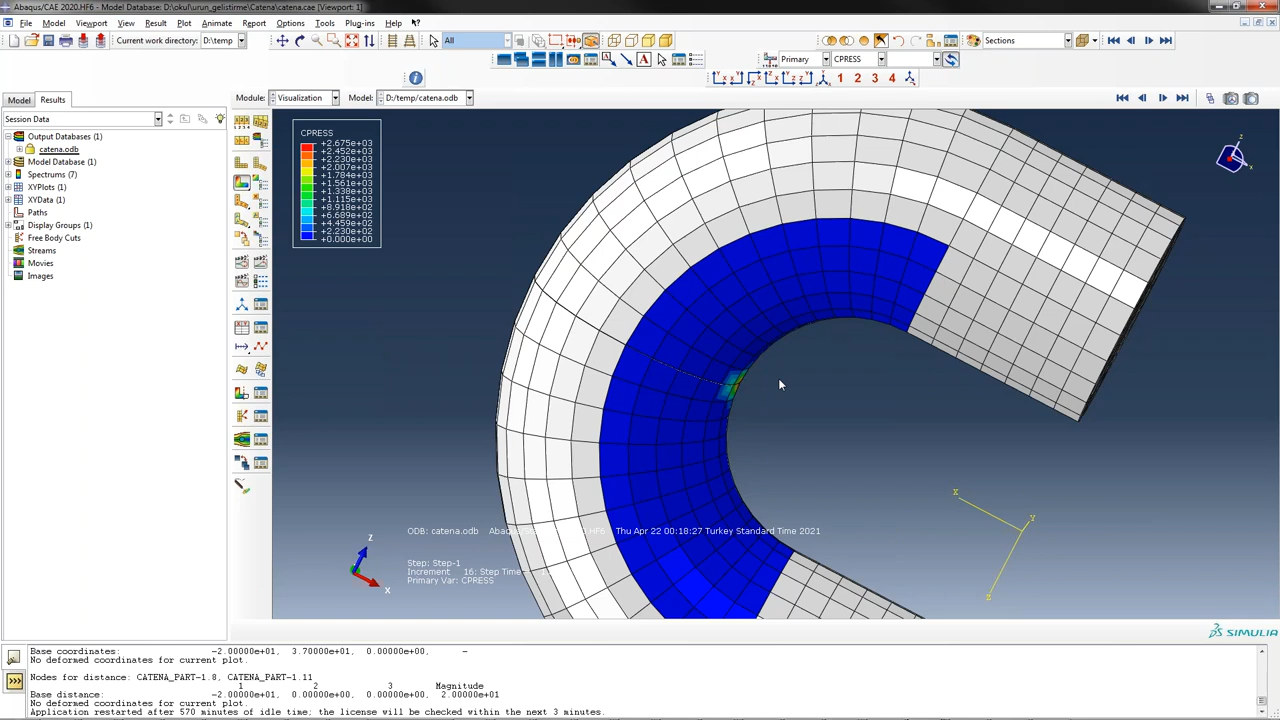 Abaqus/CAE 2020.HF6 - Model Database: D:\okul\urun_gelistirme\Catena\catena.cae [Viewport: 1]
File Model Viewport View Result Plot Animate Report Options Tools Plug-ins Help
Current work directory: D:\temp All Sections
Primary CPRESS
1 2 3 4
Model Results Module: Visualization Model: D:/temp/catena.odb
Session Data
Output Databases (1)
catena.odb
Model Database (1)
Spectrums (7)
XYPlots (1)
XYData (1)
Paths
Display Groups (1)
Free Body Cuts
Streams
Movies
Images
CPRESS
+2.675e+03
+2.452e+03
+2.230e+03
+2.007e+03
+1.784e+03
+1.561e+03
+1.338e+03
+1.115e+03
+8.918e+02
+6.689e+02
+4.459e+02
+2.230e+02
+0.000e+00
Z
X
X
Y
Z
ODB: catena.odb Thu Apr 22 00:18:27 Turkey Standard Time 2021
Step: Step-1
Increment 16: Step Time
Primary Var: CPRESS
Z
X
SIMULIA
Base coordinates: -2.00000e+01, 3.70000e+01, 0.00000e+00, -
No deformed coordinates for current plot.
Nodes for distance: CATENA_PART-1.8, CATENA_PART-1.11
1 2 3 Magnitude
Base distance: -2.00000e+01, 0.00000e+00, 0.00000e+00, 2.00000e+01
No deformed coordinates for current plot.
Application restarted after 570 minutes of idle time; the license will be checked within the next 3 minutes.